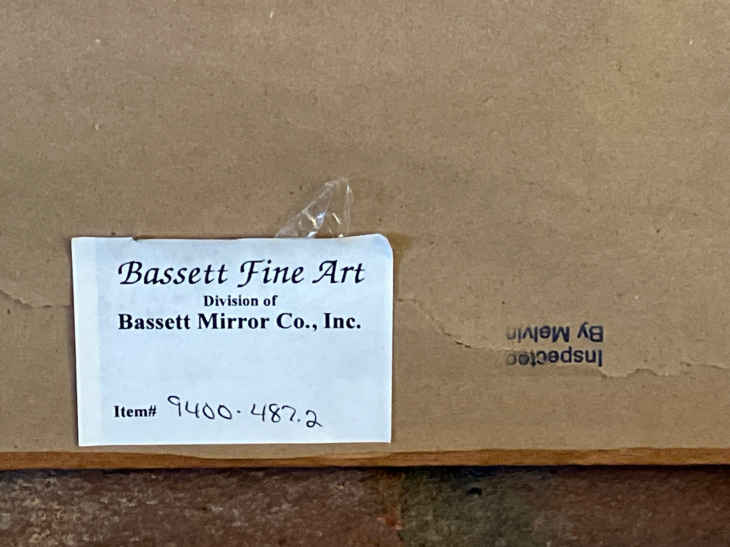 Bassett Fine Art
Division of
Bassett Mirror Co., Inc.
Item# 9400-487.2
Inspected
By Melvin